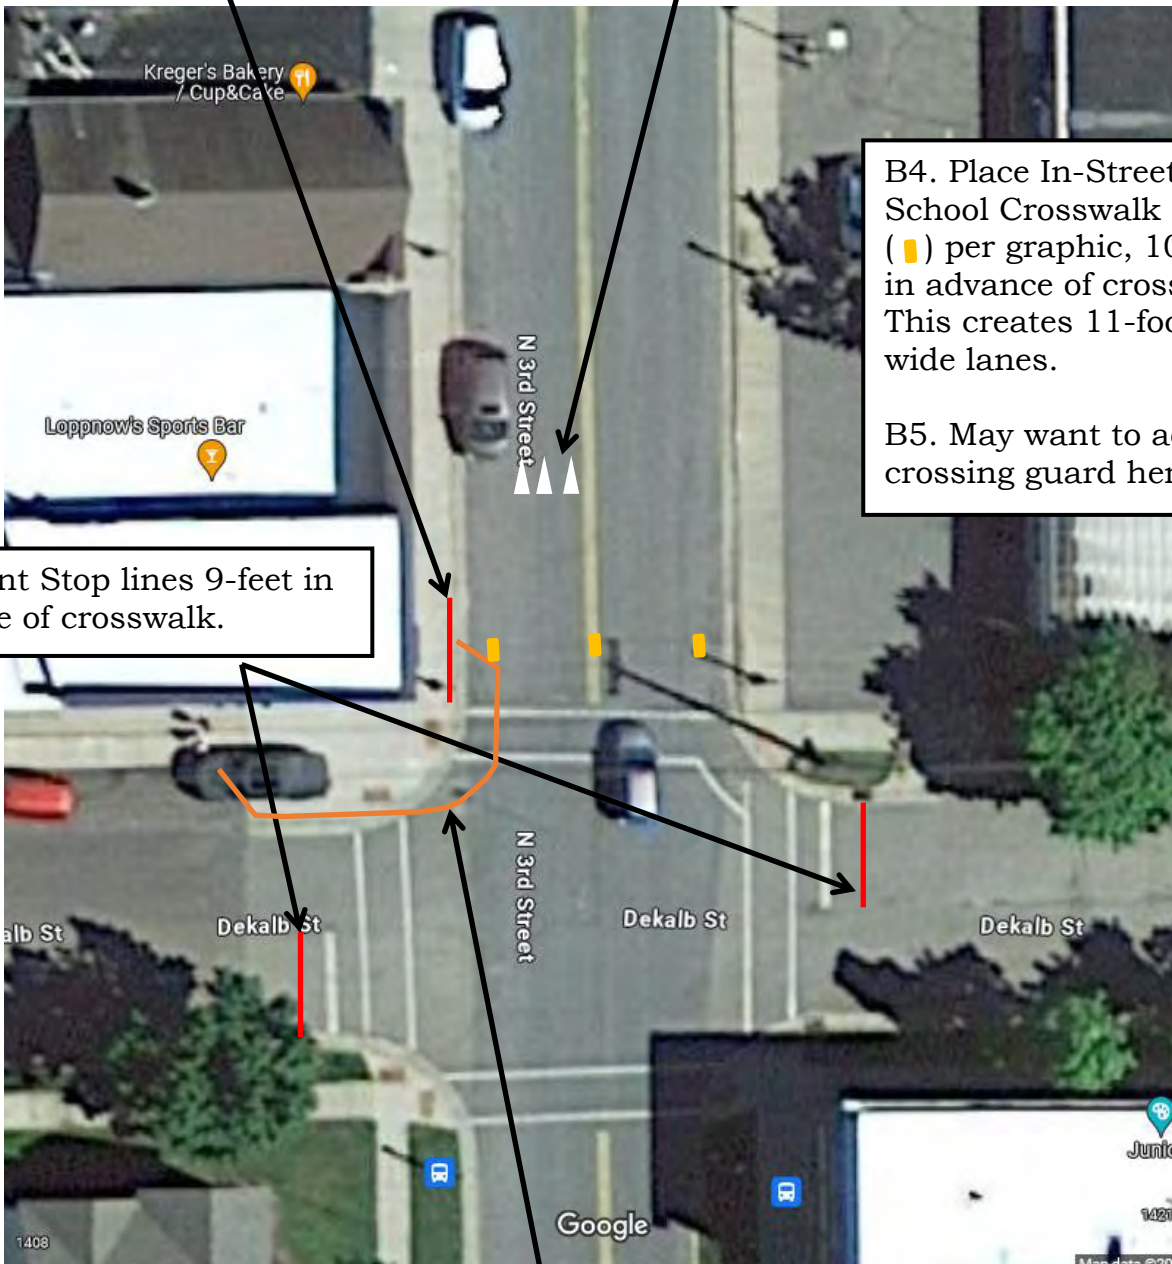 Kreger's Bakery
/ Cup&Cake
B4. Place In-Street
School Crosswalk
( ) per graphic, 10
in advance of cross
This creates 11-foo
wide lanes.
B5. May want to a
crossing guard her
N 3rd Street
Loppnow's Sports Bar
nt Stop lines 9-feet in
e of crosswalk.
N 3rd Street
alb St
Dekalb St
Dekalb St
Dekalb St
Junio
1421
Google
1408
Map data ©20